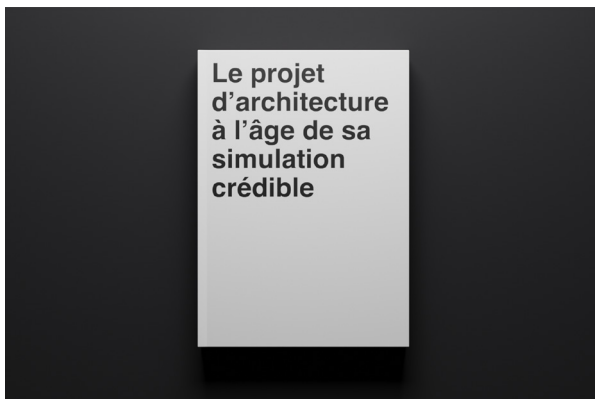 Le projet
d’architecture
à l’âge de sa
simulation
crédible